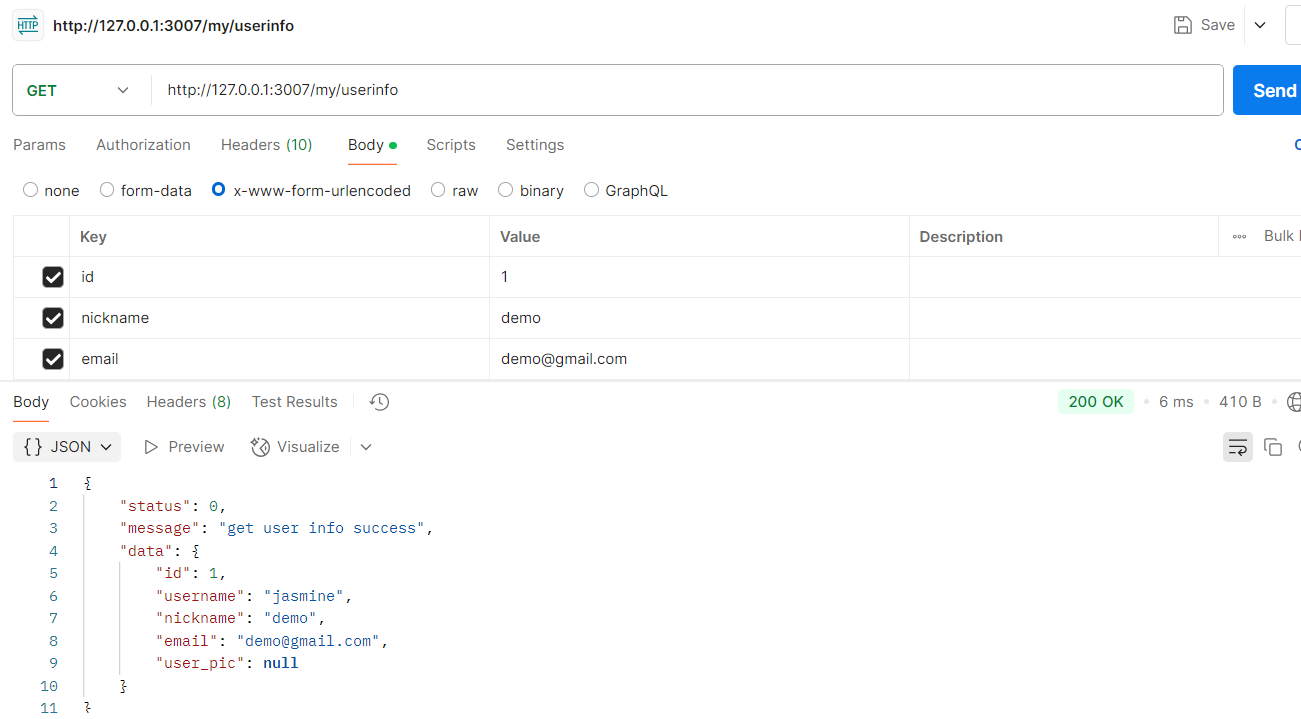 HTTP http://127.0.0.1:3007/my/userinfo Save
GET http://127.0.0.1:3007/my/userinfo Send
Params Authorization Headers (10) Body Scripts Settings
none form-data x-www-form-urlencoded raw binary GraphQL
Key Value Description Bulk
id 1
nickname demo
email demo@gmail.com
Body Cookies Headers (8) Test Results 200 OK 6 ms 410 B
{} JSON Preview Visualize
1 {
2 "status": 0,
3 "message": "get user info success",
4 "data": {
5 "id": 1,
6 "username": "jasmine",
7 "nickname": "demo",
8 "email": "demo@gmail.com",
9 "user_pic": null
10 }
11 }